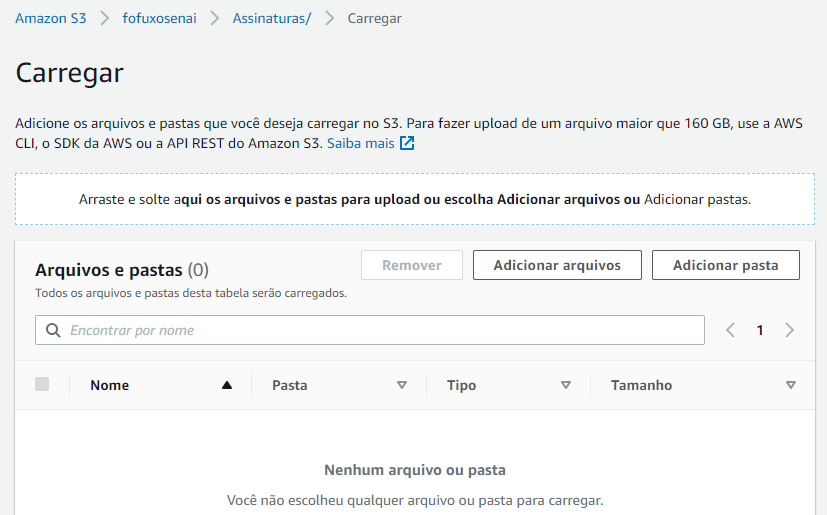 Amazon S3 > fofuxosenai > Assinaturas/ > Carregar
Carregar
Adicione os arquivos e pastas que você deseja carregar no S3. Para fazer upload de um arquivo maior que 160 GB, use a AWS
CLI, o SDK da AWS ou a API REST do Amazon S3. Saiba mais
Arraste e solte aqui os arquivos e pastas para upload ou escolha Adicionar arquivos ou Adicionar pastas.
Arquivos e pastas (0)
Remover
Adicionar arquivos
Adicionar pasta
Todos os arquivos e pastas desta tabela serão carregados.
Encontrar por nome
1
Nome
Pasta
Tipo
Tamanho
Nenhum arquivo ou pasta
Você não escolheu qualquer arquivo ou pasta para carregar.